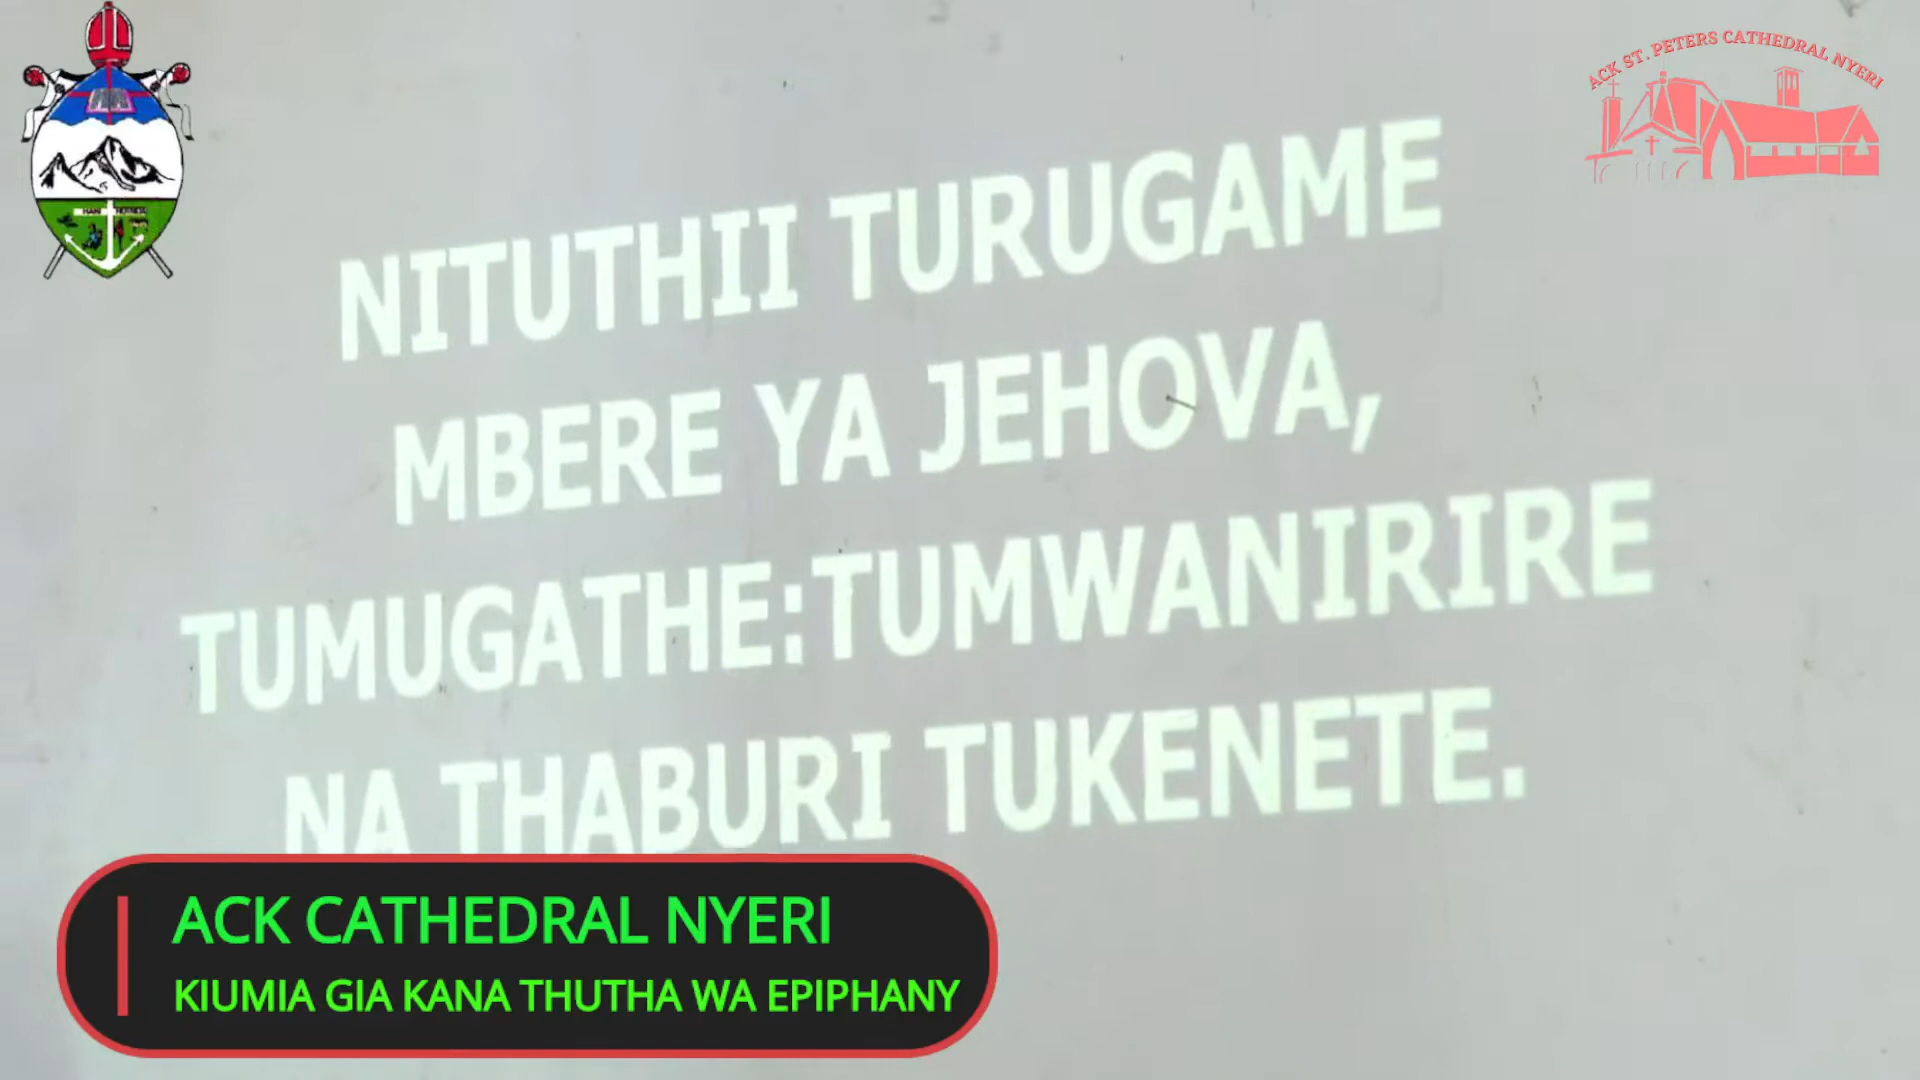 ACK ST. PETERS CATHEDRAL NYERI
NITUTHII TURUGAME
MBERE YA JEHOVA,
TUMUGATHE:TUMWANIRIRE
NA THABURI TUKENETE.
ACK CATHEDRAL NYERI
KIUMIA GIA KANA THUTHA WA EPIPHANY